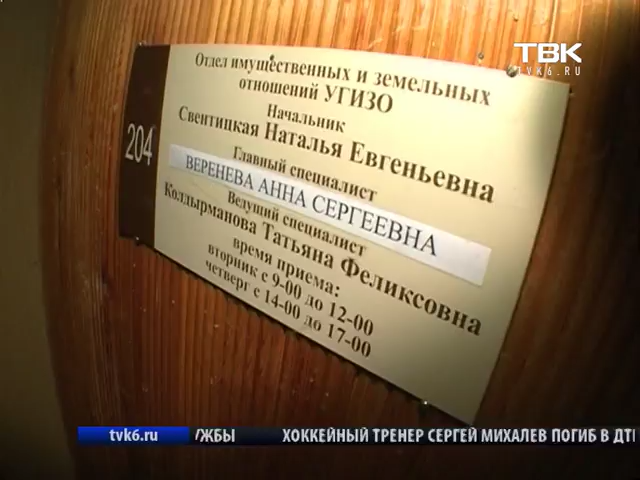 ТВК
TVK6.RU
204
Отдел имущественных и земельных
отношений УГИЗО
Начальник
Свентицкая Наталья Евгеньевна
Главный специалист
ВЕРЕНЕВА АННА СЕРГЕЕВНА
Ведущий специалист
Колдырманова Татьяна Феликсовна
время приема:
вторник с 9-00 до 12-00
четверг с 14-00 до 17-00
tvk6.ru
ЖБЫ ХОККЕЙНЫЙ ТРЕНЕР СЕРГЕЙ МИХАЛЕВ ПОГИБ В ДТ